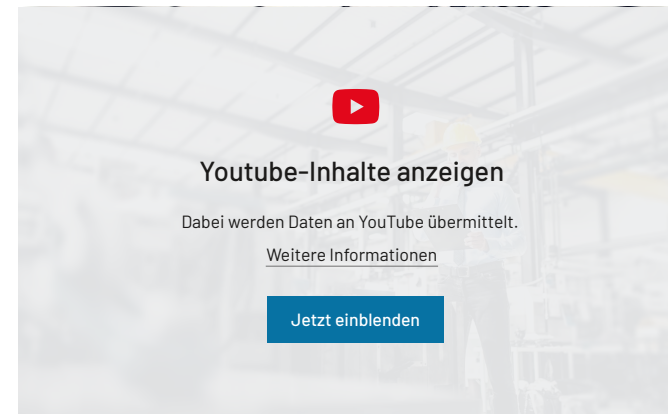 Youtube-Inhalte anzeigen
Dabei werden Daten an YouTube übermittelt.
Weitere Informationen
Jetzt einblenden